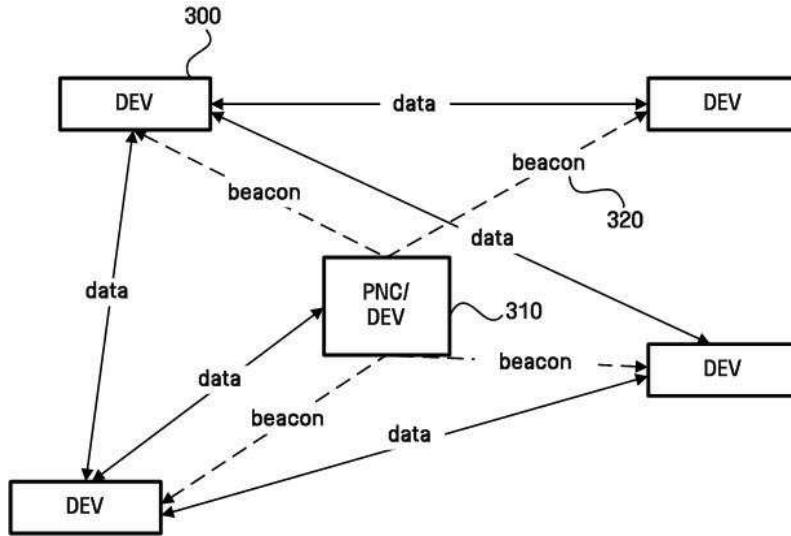 300
DEV
data
DEV
beacon
beacon
320
data
data
PNC/
DEV
310
data
beacon
DEV
beacon
data
DEV